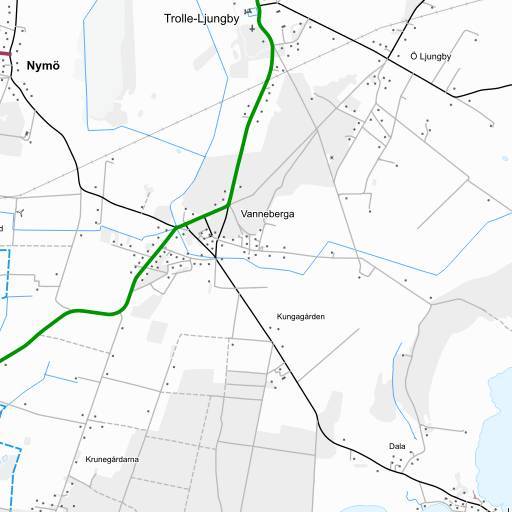 Trolle-Ljungby
Ö Ljungby
Nymö
Vanneberga
d
Kungagården
Dala
Krunegårdarna